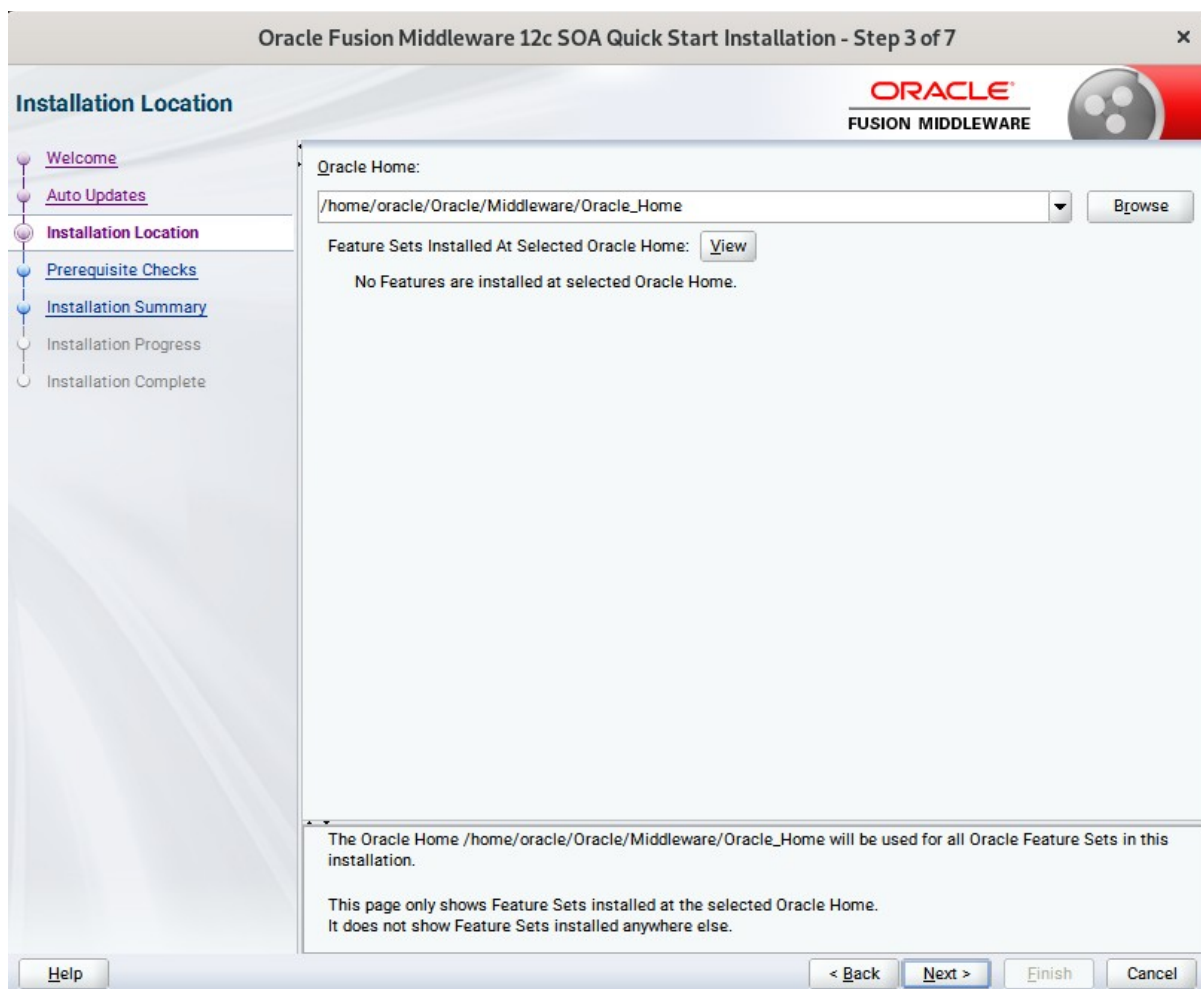 Oracle Fusion Middleware 12c SOA Quick Start Installation - Step 3 of 7
×
Installation Location
ORACLE
FUSION MIDDLEWARE
Welcome
Auto Updates
Installation Location
Prerequisite Checks
Installation Summary
Installation Progress
Installation Complete
Oracle Home:
/home/oracle/Oracle/Middleware/Oracle_Home
Browse
Feature Sets Installed At Selected Oracle Home: View
No Features are installed at selected Oracle Home.
The Oracle Home /home/oracle/Oracle/Middleware/Oracle_Home will be used for all Oracle Feature Sets in this
installation.
This page only shows Feature Sets installed at the selected Oracle Home.
It does not show Feature Sets installed anywhere else.
Help
< Back
Next >
Finish
Cancel